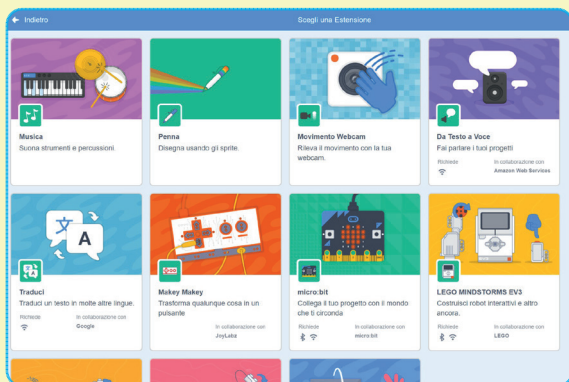 Indietro
Scegli una Estensione
Musica
Suona strumenti e percussioni.
Penna
Disegna usando gli sprite.
Movimento Webcam
Rileva il movimento con la tua
webcam.
Da Testo a Voce
Fai parlare i tuoi progetti
Richiede
In collaborazione con
Amazon Web Services
Traduci
Traduci un testo in molte altre lingue.
Richiede
In collaborazione con
Google
Makey Makey
Trasforma qualunque cosa in un
pulsante
In collaborazione con
JoyLabz
micro:bit
Collega il tuo progetto con il mondo
che ti circonda
Richiede
In collaborazione con
micro:bit
LEGO MINDSTORMS EV3
Costruisci robot interattivi e altro
ancora.
Richiede
In collaborazione con
LEGO
文
A